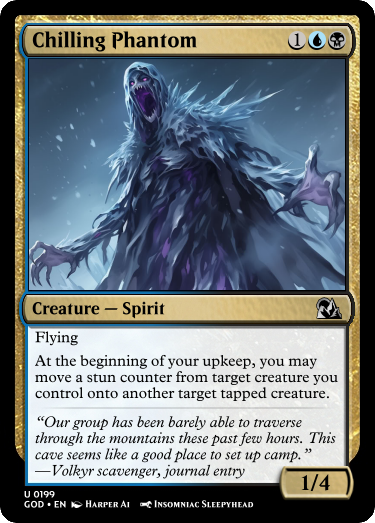 Chilling Phantom 1
Creature — Spirit
Flying
At the beginning of your upkeep, you may
move a stun counter from target creature you
control onto another target tapped creature.
“Our group has been barely able to traverse
through the mountains these past few hours. This
cave seems like a good place to set up camp.”
—Volkyr scavenger, journal entry
1/4
U 0199
GOD • EN Harper Ai Insomniac Sleepyhead